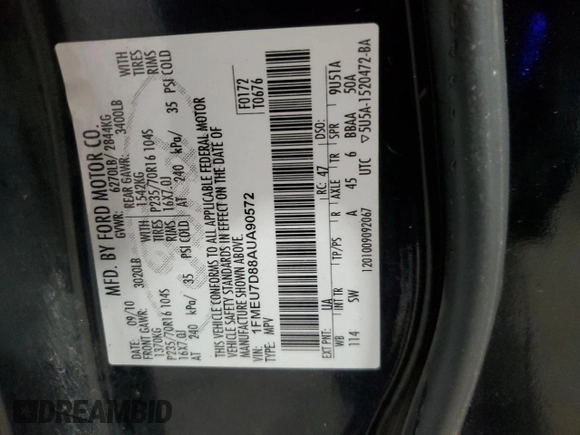 MFD. BY FORD MOTOR CO.
DATE: 09/10 GVWR: 6270LB/ 2844KG
FRONT GAWR: 3020LB REAR GAWR: 3400LB
1370KG WITH 1542KG WITH
P235/70R16 104S TIRES P235/70R16 104S TIRES
16X7.0J RIMS 16X7.0J RIMS
AT 240 kPa/ 35 PSI COLD AT 240 kPa/ 35 PSI COLD
THIS VEHICLE CONFORMS TO ALL APPLICABLE FEDERAL MOTOR
VEHICLE SAFETY STANDARDS IN EFFECT ON THE DATE OF
MANUFACTURE SHOWN ABOVE.
VIN: 1FMEU7D88AUA90572
TYPE: MPV
F0172
T0676
EXT PNT: UA RC: 47 DSO:
WB INT TR TP/PS R AXLE TR SPR 9U51A
114 SW A 45 6 BBAA 50A
1201009092067 UTC 5U5A-1520472-BA
DREAMBID